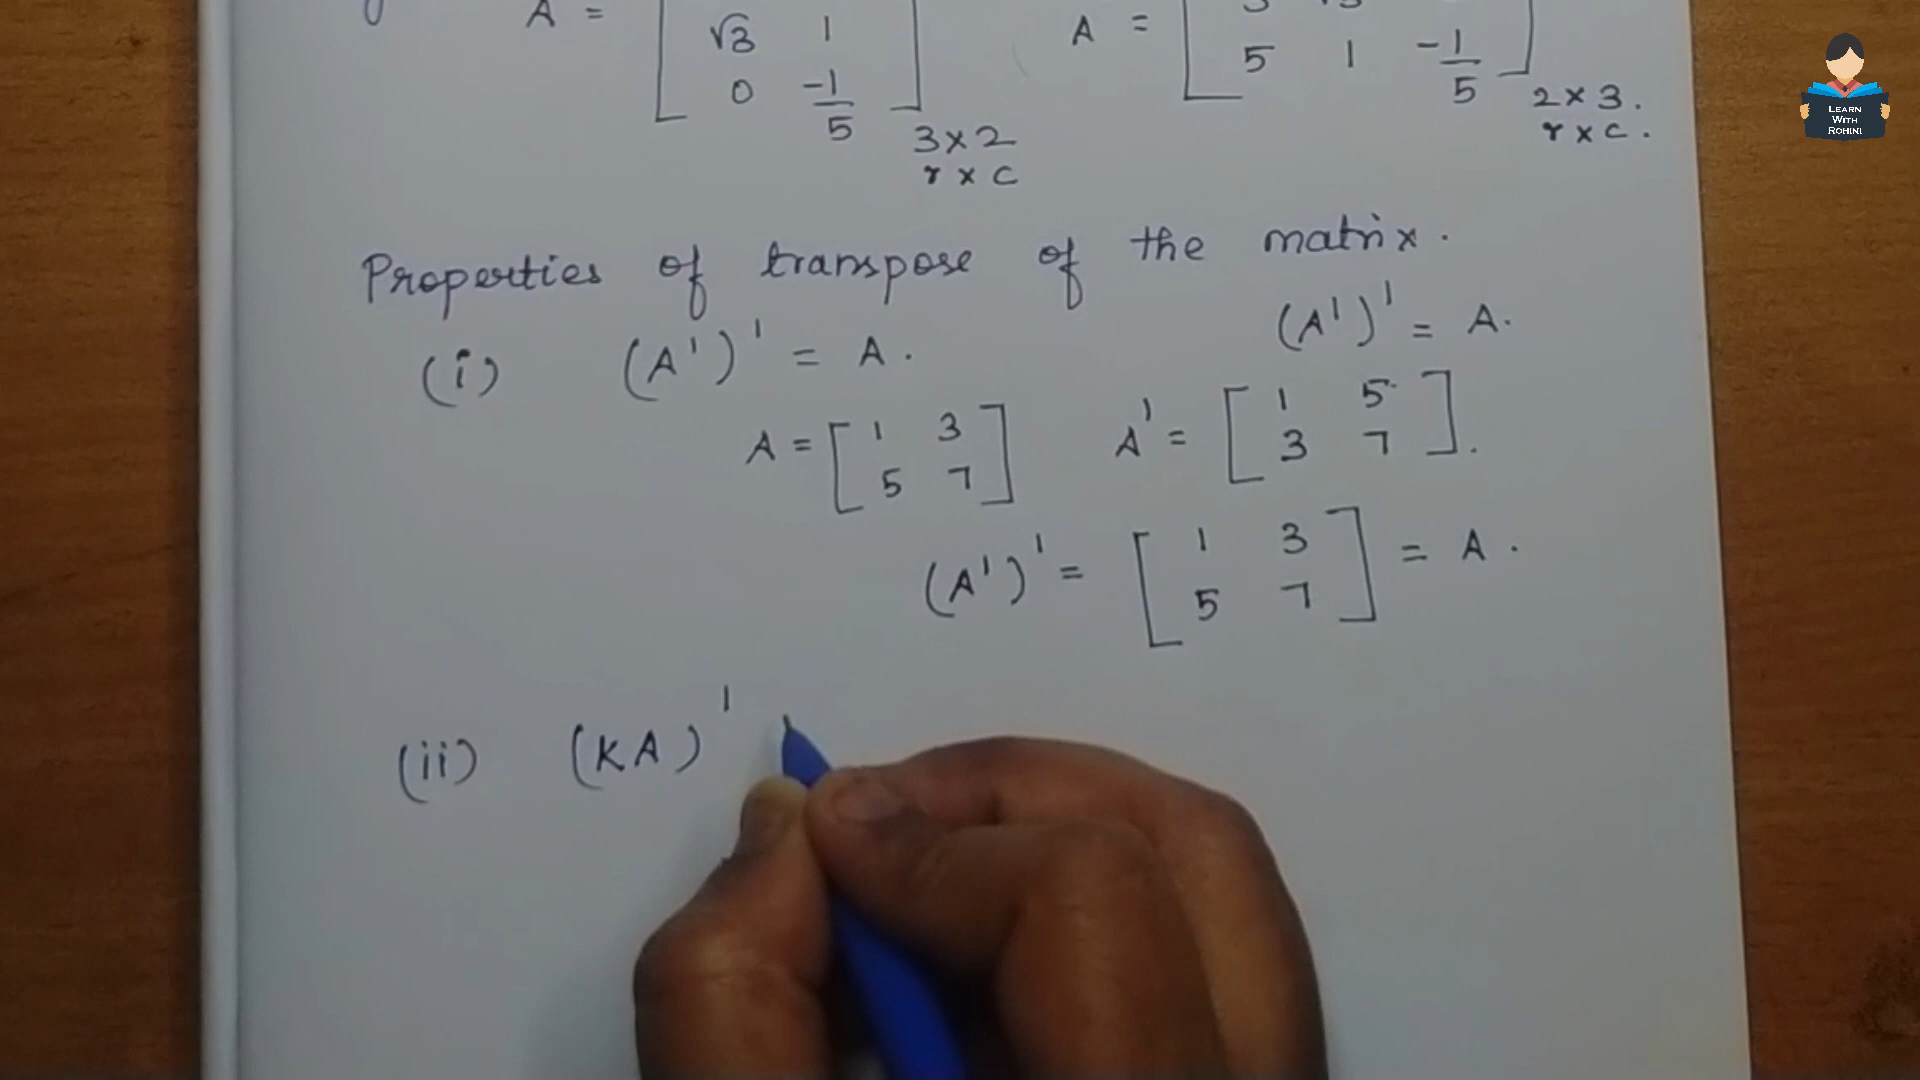 A = [ √3 1 A = [
0 -1/5 ] 5 1 -1/5 ]
3 x 2 2 x 3 .
r x c r x c .
Properties of transpose of the matrix .
(i) (A')' = A . (A')' = A .
A = [ 1 3 A' = [ 1 5
5 7 ] 3 7 ] .
(A')' = [ 1 3 = A .
5 7 ]
(ii) (KA)'
LEARN
WITH
ROHINI